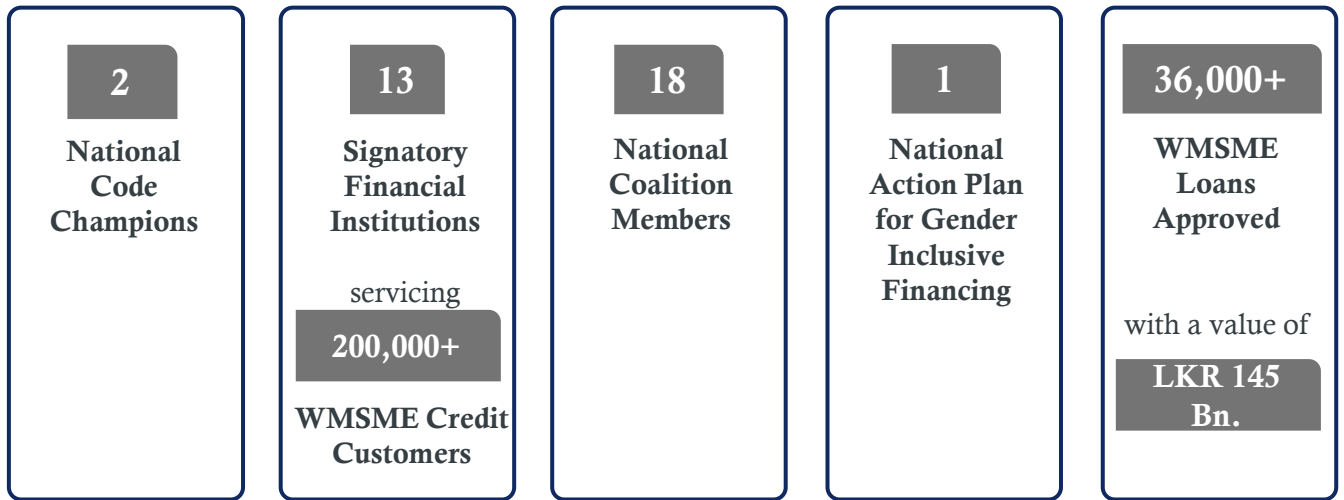 2
National
Code
Champions
13
Signatory
Financial
Institutions
servicing
200,000+
WMSME Credit
Customers
18
National
Coalition
Members
1
National
Action Plan
for Gender
Inclusive
Financing
36,000+
WMSME
Loans
Approved
with a value of
LKR 145
Bn.